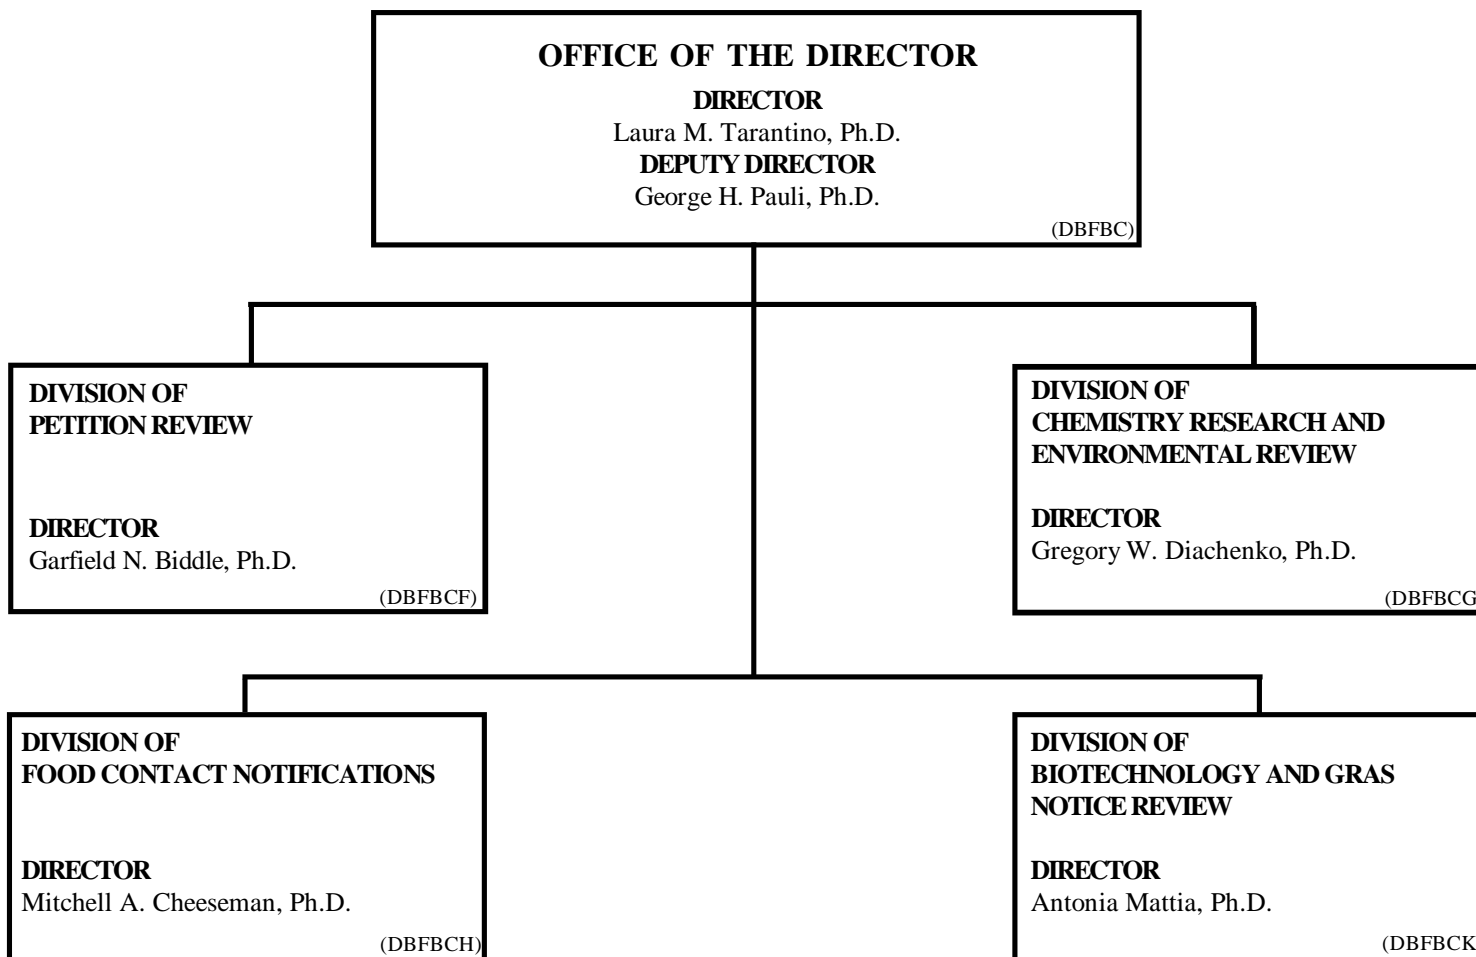 OFFICE OF THE DIRECTOR
DIRECTOR
Laura M. Tarantino, Ph.D.
DEPUTY DIRECTOR
George H. Pauli, Ph.D.
(DBFBC)
DIVISION OF
PETITION REVIEW
DIRECTOR
Garfield N. Biddle, Ph.D.
(DBFBCF)
DIVISION OF
CHEMISTRY RESEARCH AND
ENVIRONMENTAL REVIEW
DIRECTOR
Gregory W. Diachenko, Ph.D.
(DBFBCG
DIVISION OF
FOOD CONTACT NOTIFICATIONS
DIRECTOR
Mitchell A. Cheeseman, Ph.D.
(DBFBCH)
DIVISION OF
BIOTECHNOLOGY AND GRAS
NOTICE REVIEW
DIRECTOR
Antonia Mattia, Ph.D.
(DBFBCK